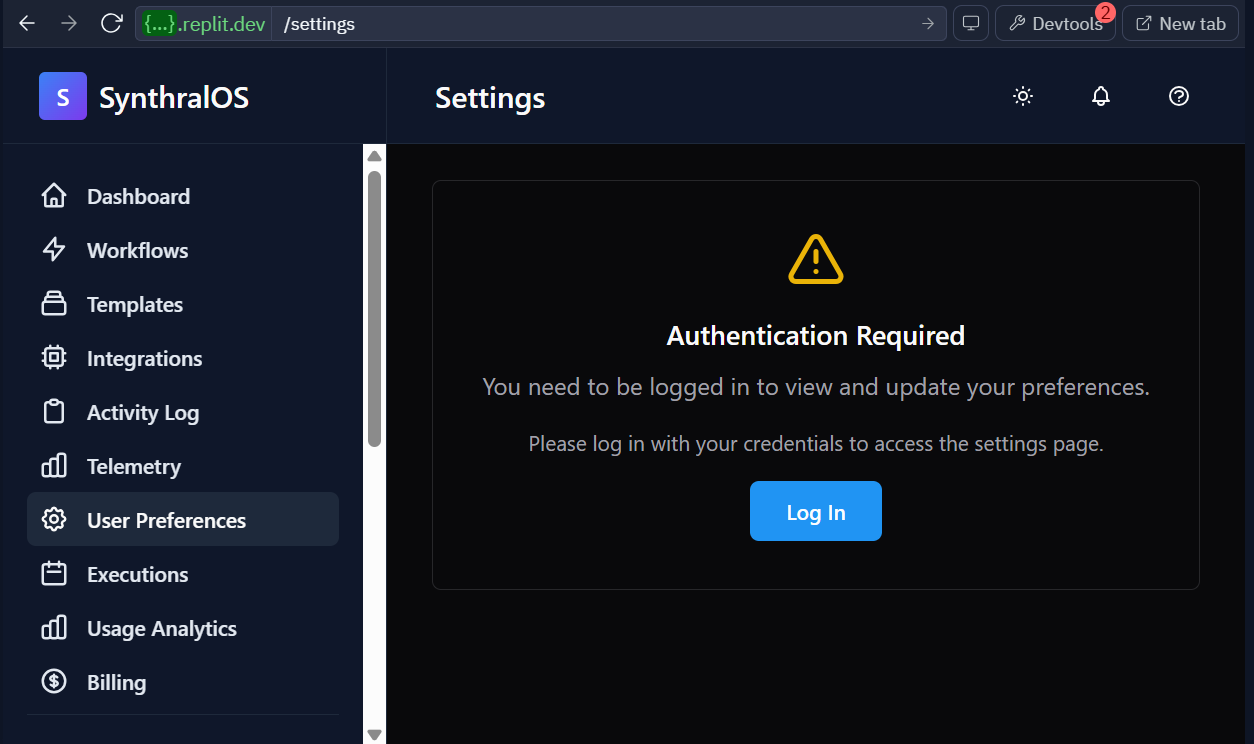 {...}.replit.dev /settings
Devtools 2
New tab
S SynthralOS
Settings
Dashboard
Workflows
Templates
Integrations
Activity Log
Telemetry
User Preferences
Executions
Usage Analytics
Billing
Authentication Required
You need to be logged in to view and update your preferences.
Please log in with your credentials to access the settings page.
Log In